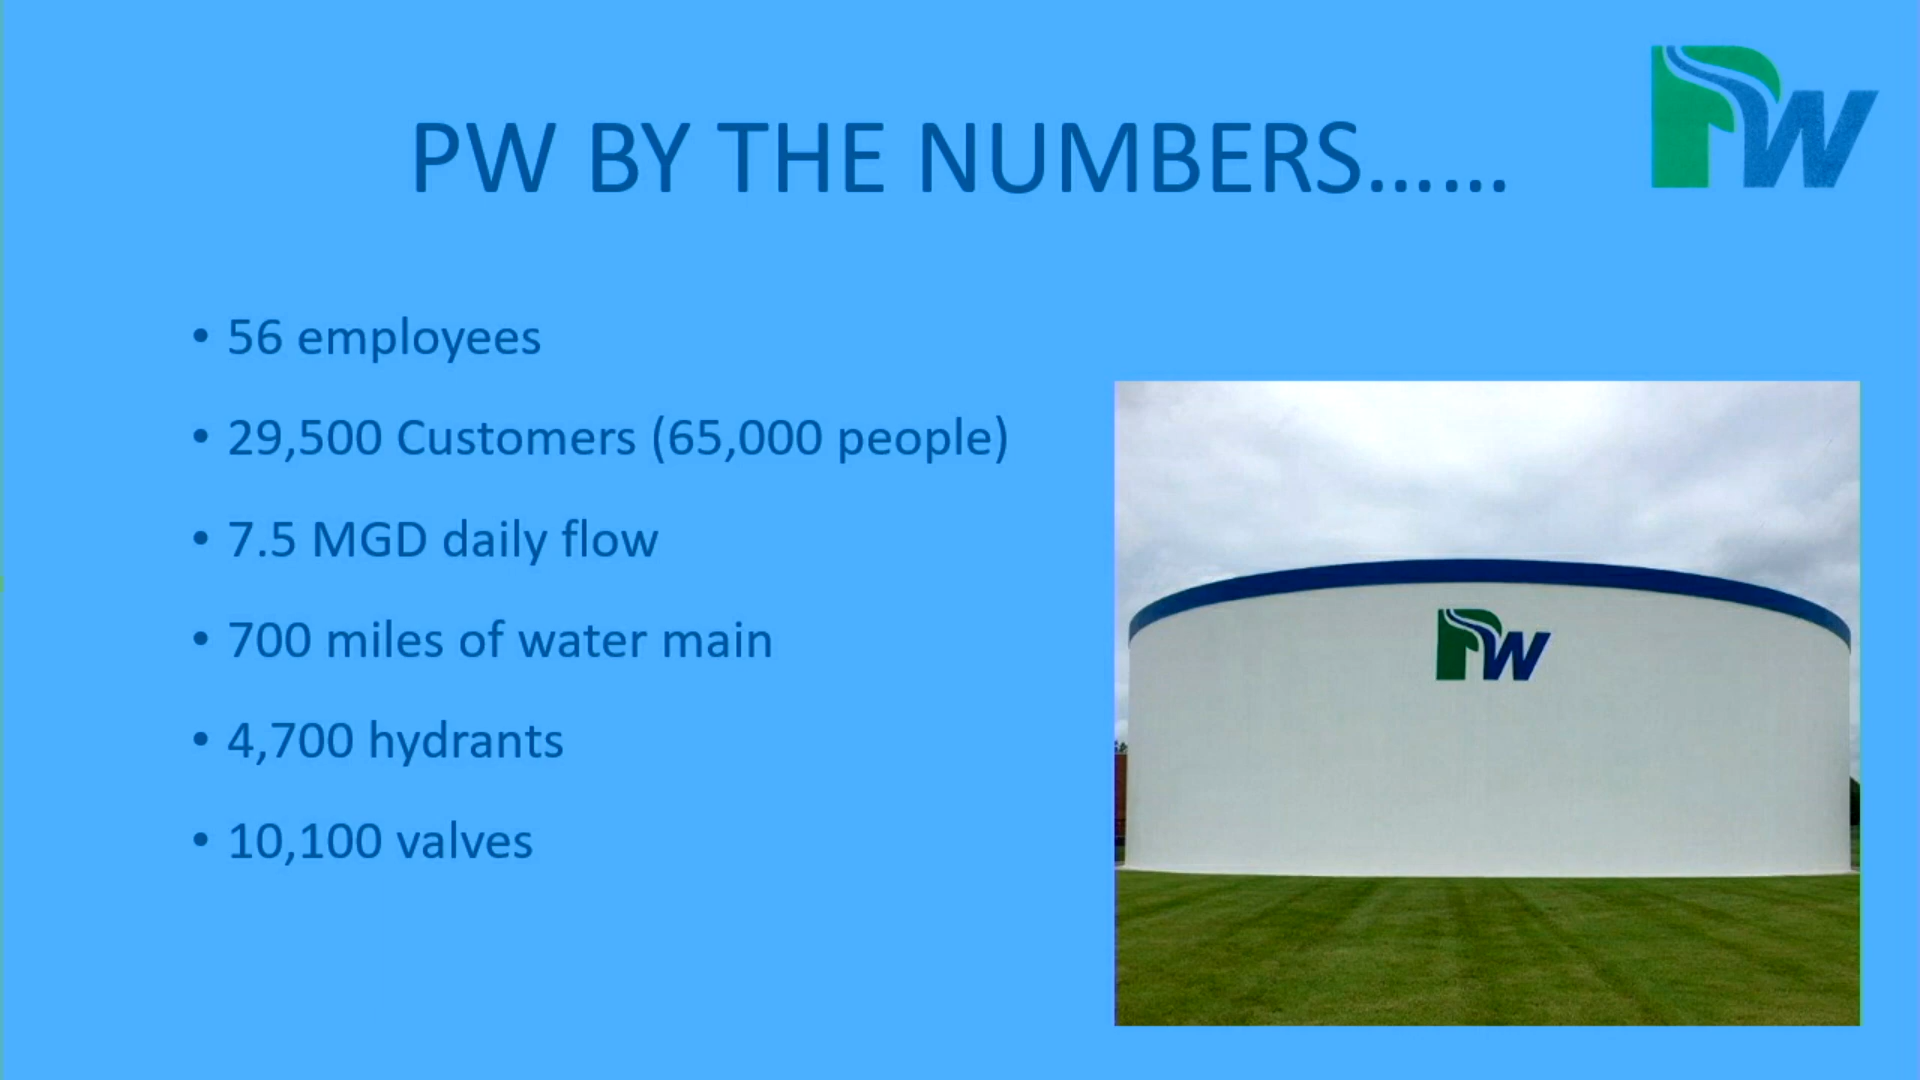 PW BY THE NUMBERS......
PW
• 56 employees
• 29,500 Customers (65,000 people)
• 7.5 MGD daily flow
• 700 miles of water main
• 4,700 hydrants
• 10,100 valves
PW